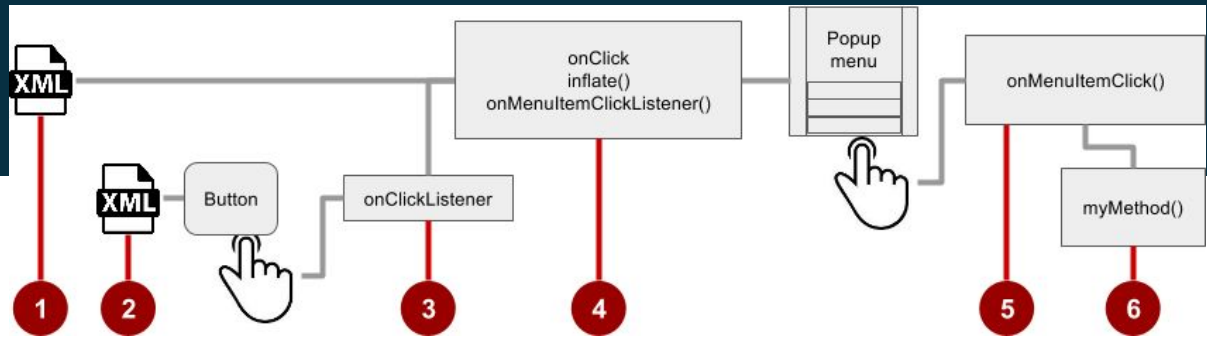 XML
onClick
inflate()
onMenuItemClickListener()
Popup
menu
onMenuItemClick()
XML
Button
onClickListener
myMethod()
1
2
3
4
5
6